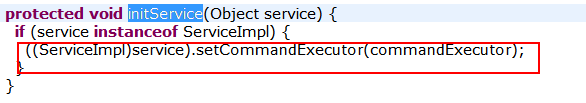 protected void initService(Object service) {
if (service instanceof ServiceImpl) {
((ServiceImpl)service).setCommandExecutor(commandExecutor);
}
}